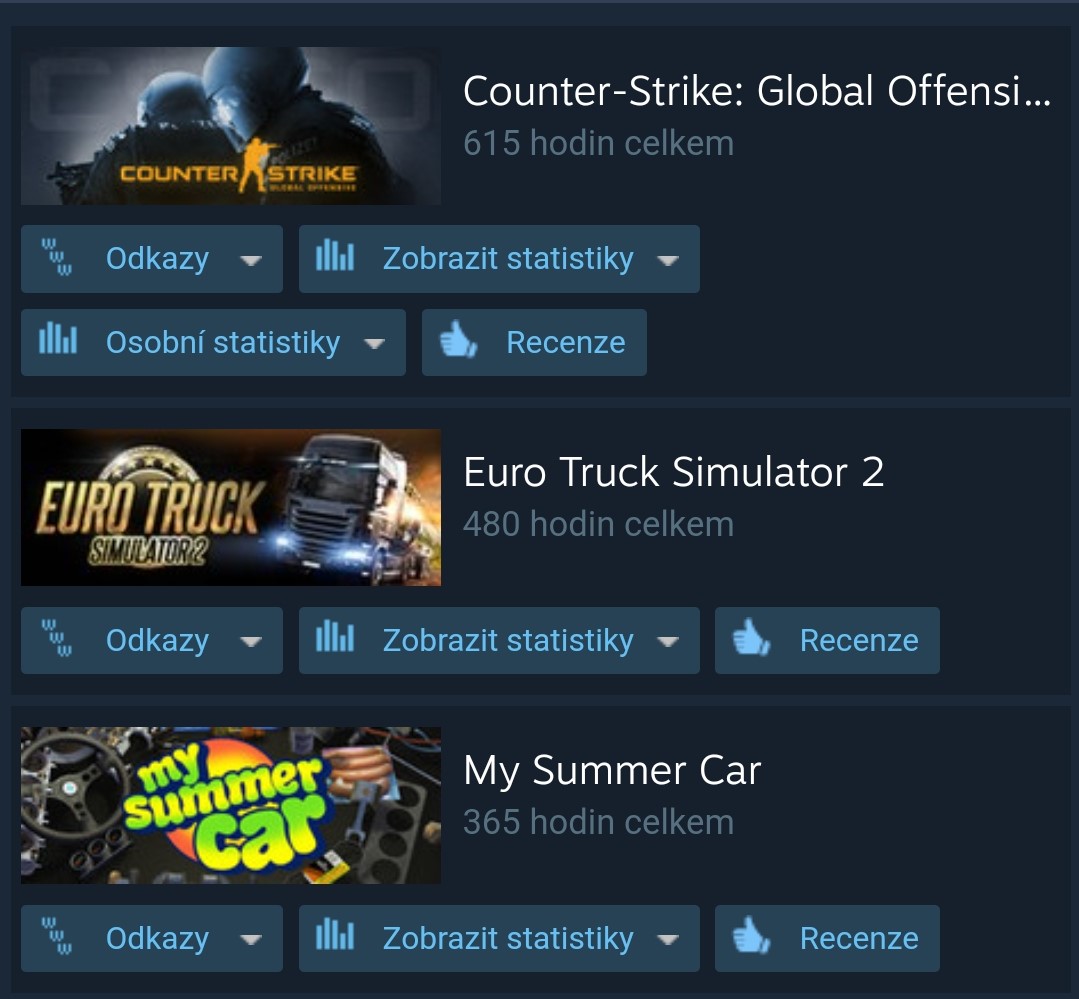 Counter-Strike: Global Offensi...
615 hodin celkem
COUNTER STRIKE
GLOBAL OFFENSIVE
Odkazy
Zobrazit statistiky
Osobní statistiky
Recenze
EURO TRUCK
SIMULATOR 2
Euro Truck Simulator 2
480 hodin celkem
Odkazy
Zobrazit statistiky
Recenze
my
summer
car
My Summer Car
365 hodin celkem
Odkazy
Zobrazit statistiky
Recenze